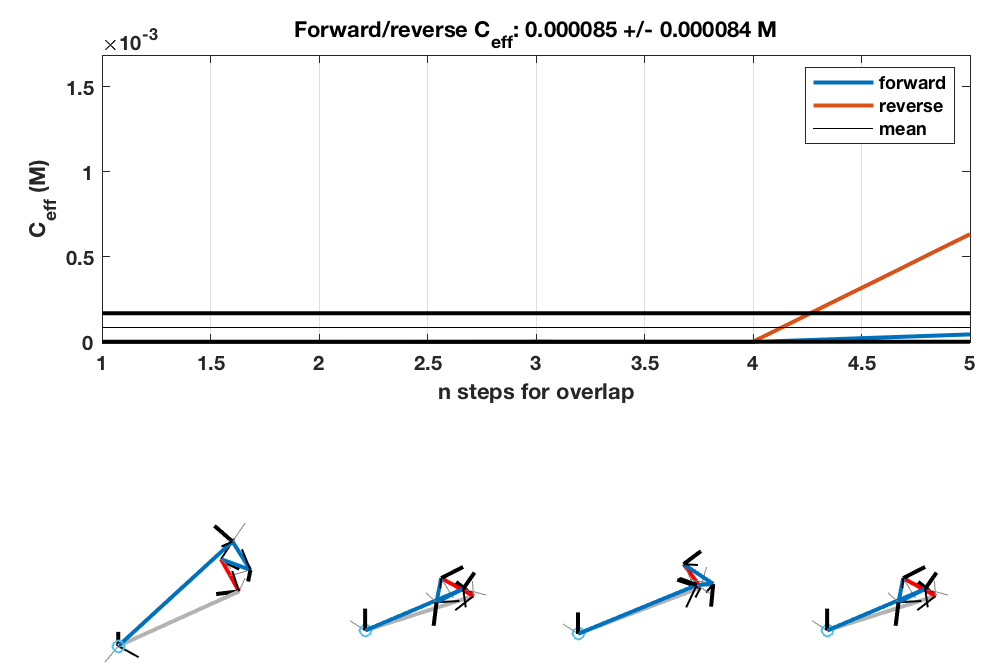 Forward/reverse C_eff: 0.000085 +/- 0.000084 M
×10^-3
1.5
1
0.5
0
C_eff (M)
forward
reverse
mean
1 1.5 2 2.5 3 3.5 4 4.5 5
n steps for overlap